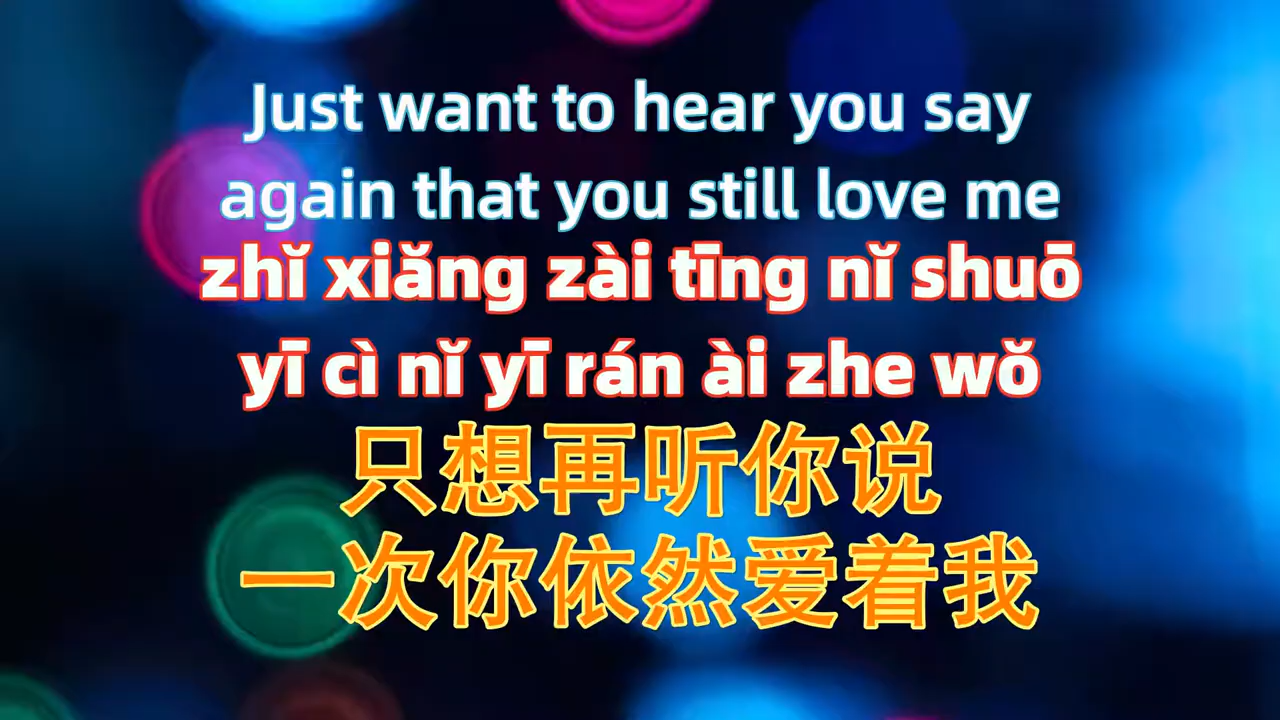 Just want to hear you say
again that you still love me
zhǐ xiǎng zài tīng nǐ shuō
yī cì nǐ yī rán ài zhe wǒ
只想再听你说
一次你依然爱着我